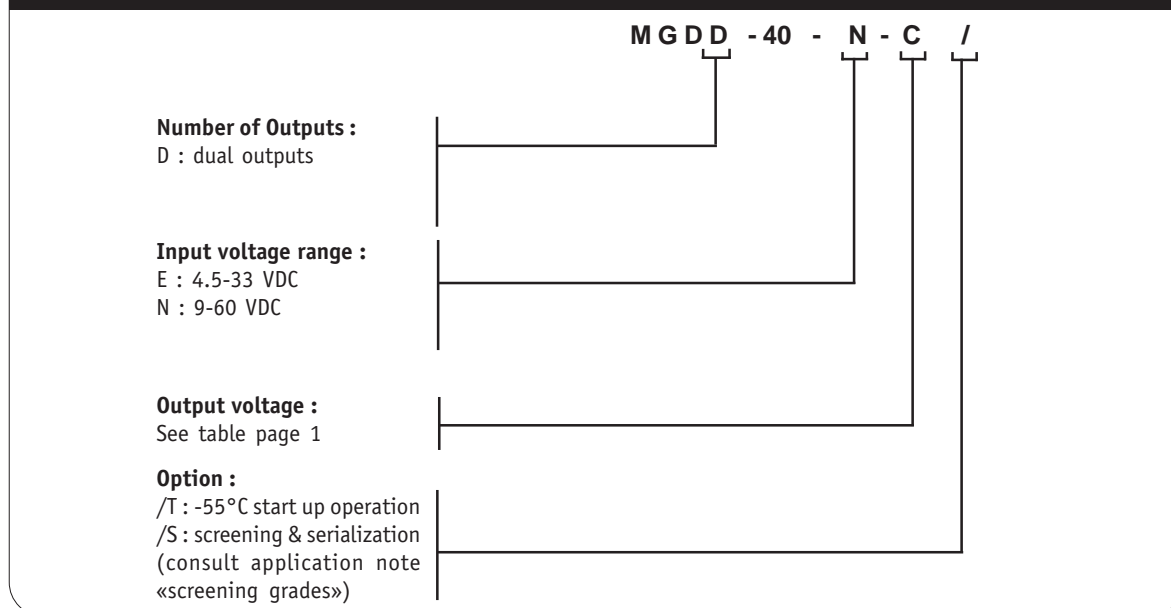 MGDD -40 - N - C /
Number of Outputs :
D : dual outputs
Input voltage range :
E : 4.5-33 VDC
N : 9-60 VDC
Output voltage :
See table page 1
Option :
/T : -55°C start up operation
/S : screening & serialization
(consult application note
«screening grades»)